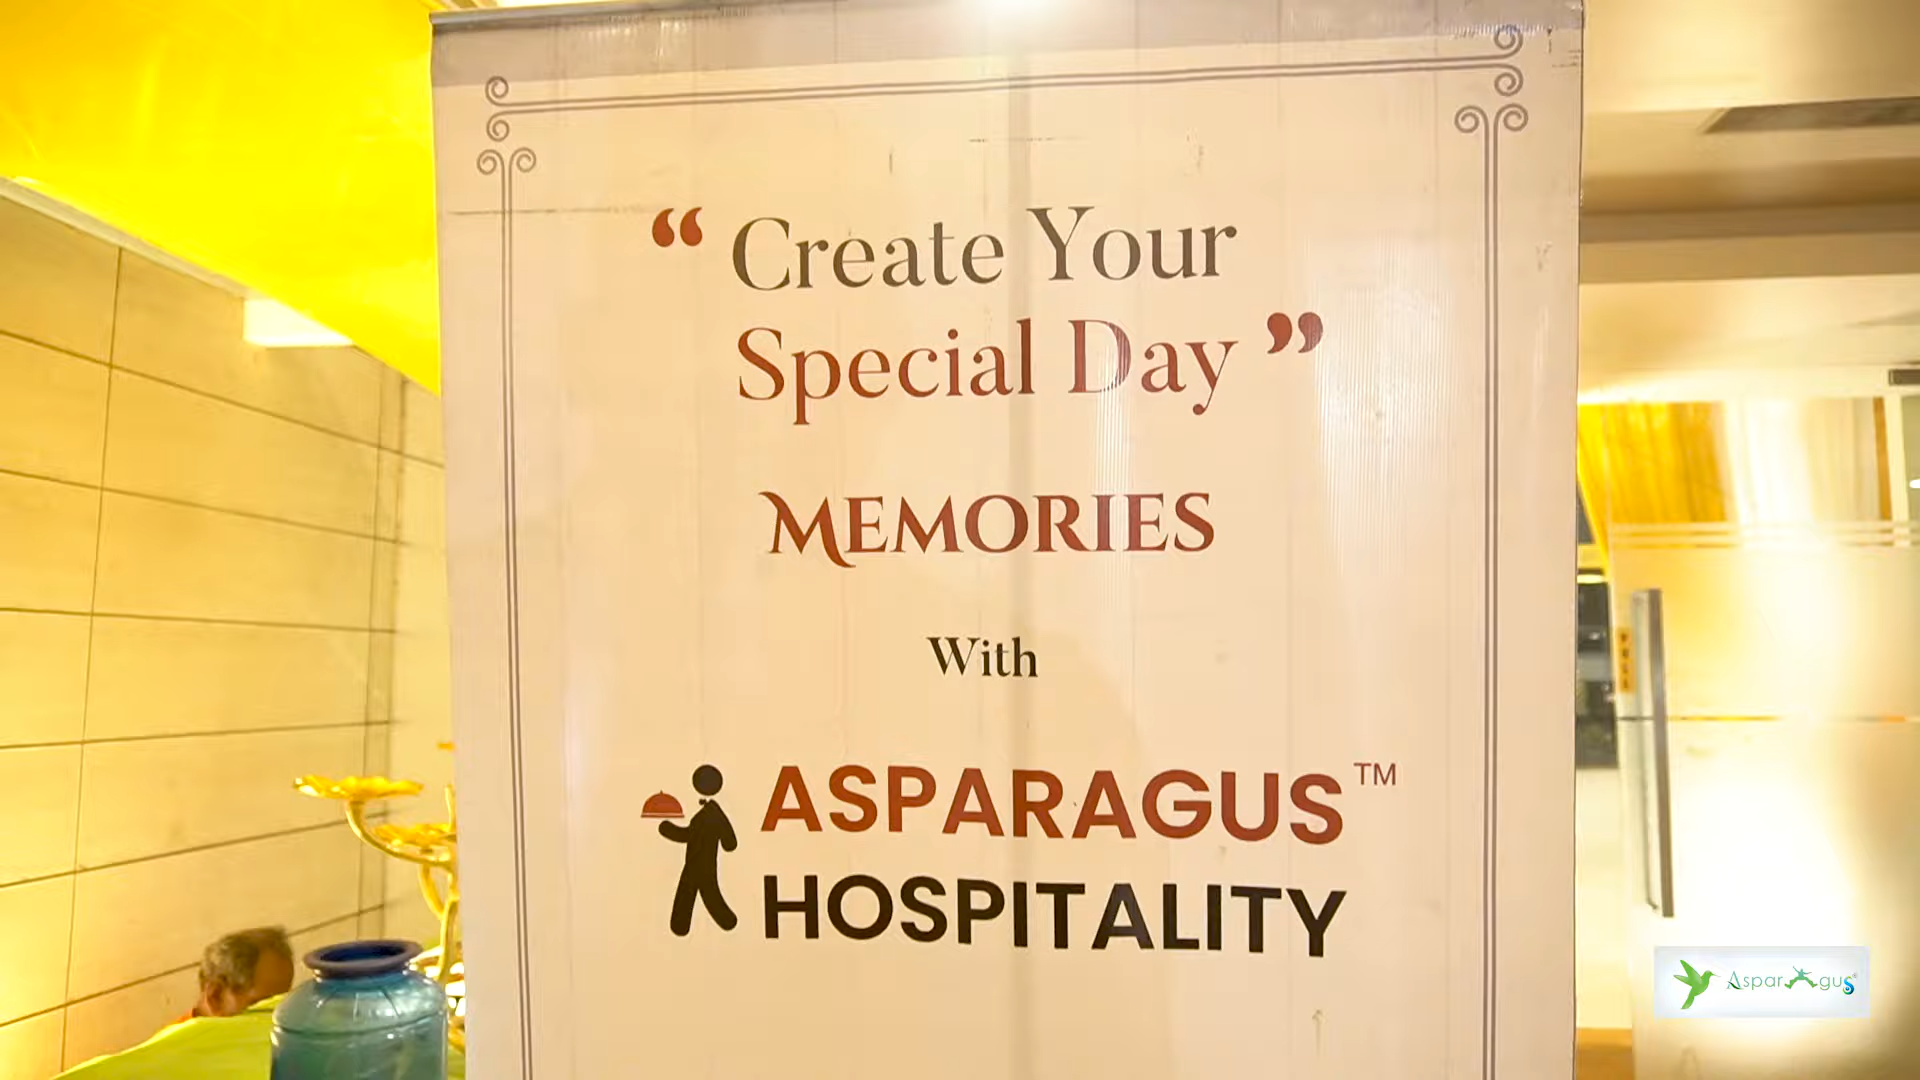 “ Create Your
Special Day ”
MEMORIES
With
ASPARAGUS™
HOSPITALITY
AsparAgus